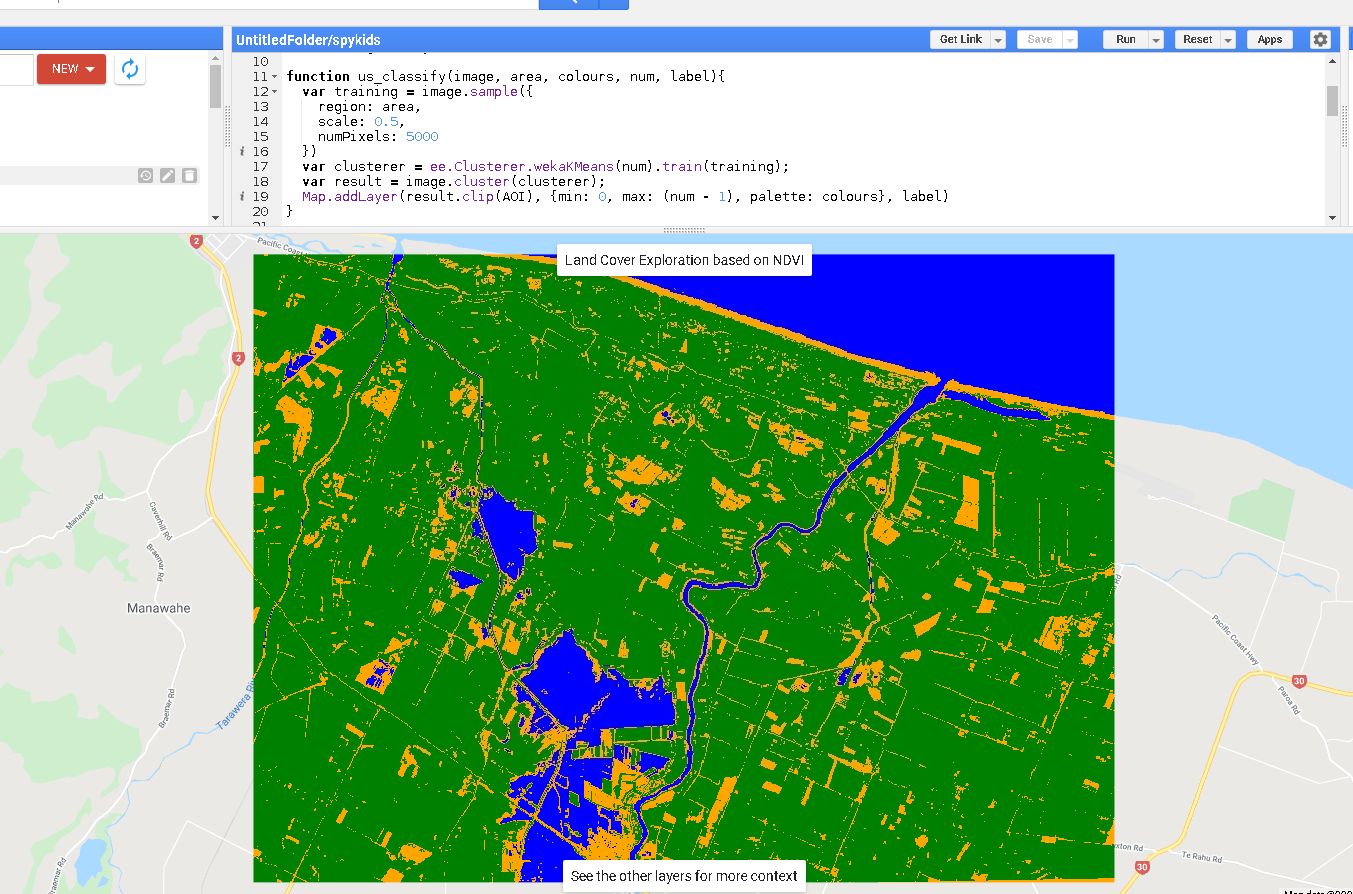 UntitledFolder/spykids
Get Link
Save
Run
Reset
Apps
NEW
10
11 function us_classify(image, area, colours, num, label){
12 var training = image.sample({
13 region: area,
14 scale: 0.5,
15 numPixels: 5000
i 16 })
17 var clusterer = ee.Clusterer.wekaKMeans(num).train(training);
18 var result = image.cluster(clusterer);
i 19 Map.addLayer(result.clip(AOI), {min: 0, max: (num - 1), palette: colours}, label)
20 }
2
Pacific Coas
Land Cover Exploration based on NDVI
2
Manawahe Rd
Caverhill Rd
Braemar Rd
Manawahe
Braemar Rd
Tarawera Ri
Rd
Pacific Coast Hwy
30
Paroa Rd
Te Rahu Rd
30
See the other layers for more context